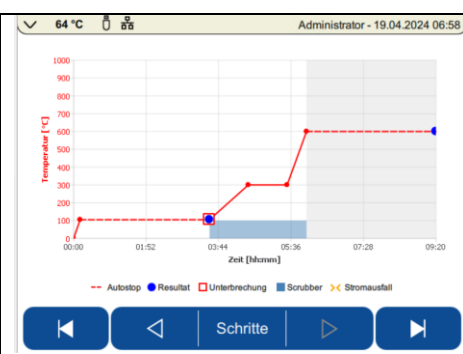 64 °C Administrator - 19.04.2024 06:58
1000
900
800
700
600
500
400
300
200
100
0
Temperatur [°C]
00:00 01:52 03:44 05:36 07:28 09:20
Zeit [hh:mm]
Autostop Resultat Unterbrechung Scrubber Stromausfall
Schritte